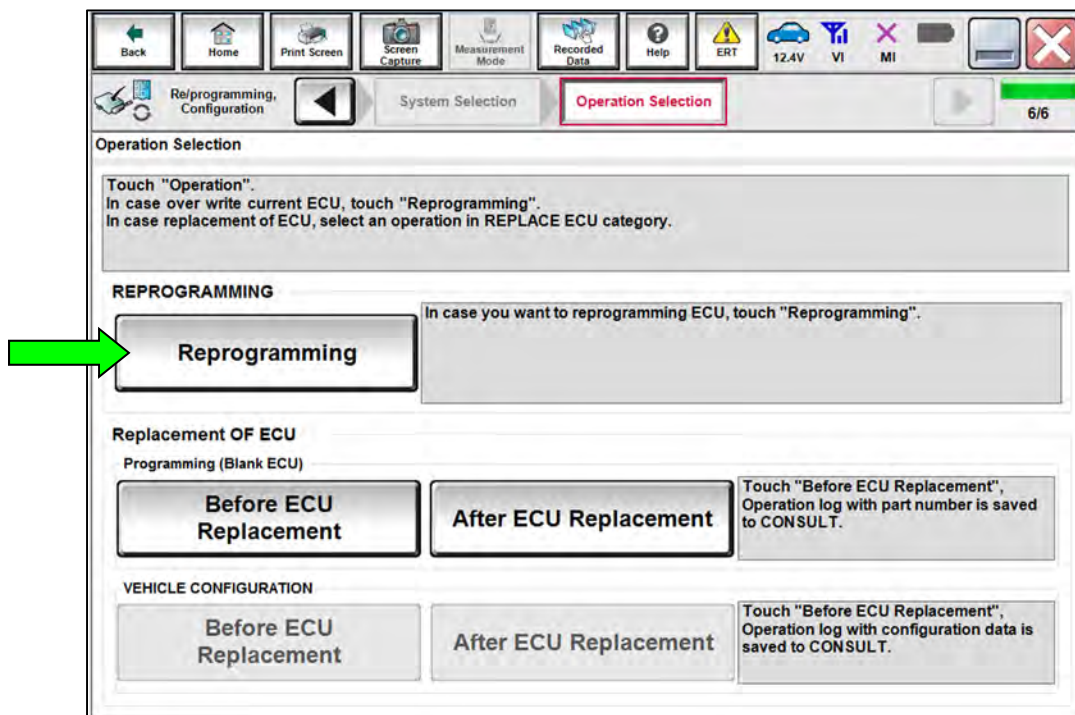 Back
Home
Print Screen
Screen
Capture
Measurement
Mode
Recorded
Data
Help
ERT
12.4V
VI
MI
Re/programming,
Configuration
System Selection
Operation Selection
6/6
Operation Selection
Touch "Operation".
In case over write current ECU, touch "Reprogramming".
In case replacement of ECU, select an operation in REPLACE ECU category.
REPROGRAMMING
Reprogramming
In case you want to reprogramming ECU, touch "Reprogramming".
Replacement OF ECU
Programming (Blank ECU)
Before ECU
Replacement
After ECU Replacement
Touch "Before ECU Replacement",
Operation log with part number is saved
to CONSULT.
VEHICLE CONFIGURATION
Before ECU
Replacement
After ECU Replacement
Touch "Before ECU Replacement",
Operation log with configuration data is
saved to CONSULT.